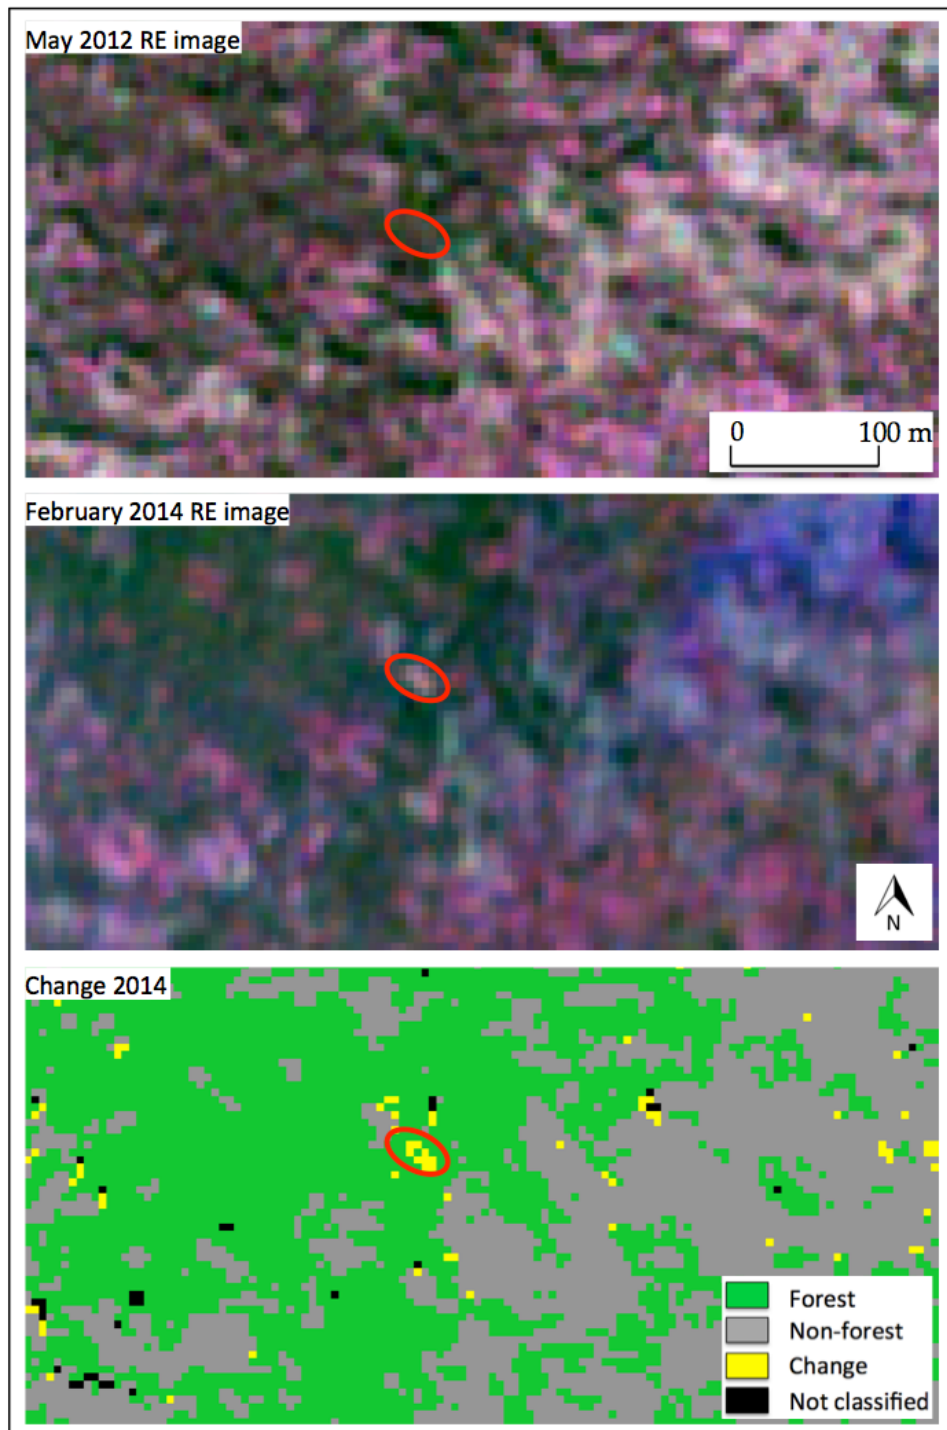 May 2012 RE image
0 100 m
February 2014 RE image
N
Change 2014
Forest
Non-forest
Change
Not classified